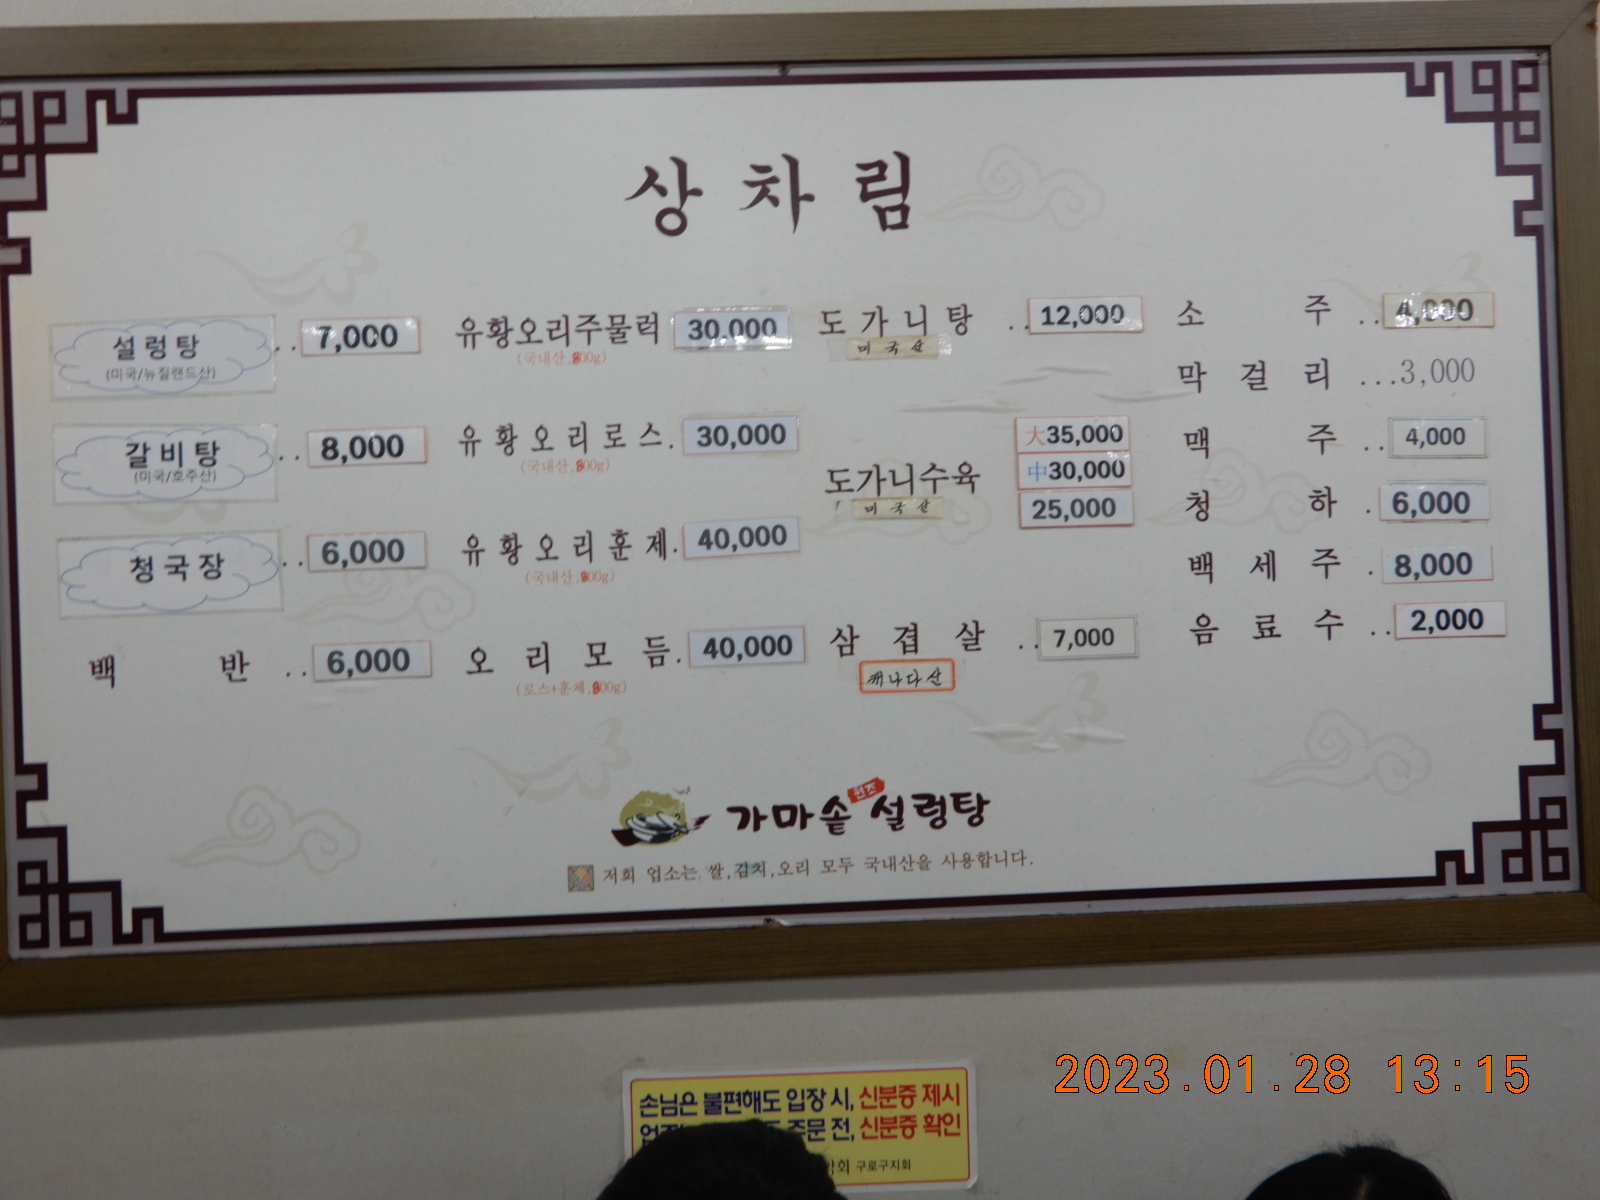 상차림
설렁탕 .. 7,000
(미국/뉴질랜드산)
갈비탕 .. 8,000
(미국/호주산)
청국장 .. 6,000
백반 .. 6,000
유황오리주물럭 30,000
(국내산,800g)
유황오리로스. 30,000
(국내산,800g)
유황오리훈제. 40,000
(국내산,800g)
오리모듬. 40,000
(로스+훈제,800g)
도가니탕 .. 12,000
미국산
大35,000
中30,000
도가니수육
25,000
미국산
삼겹살 .. 7,000
캐나다산
소주 .. 4,000
막걸리 ...3,000
맥주 .. 4,000
청하 . 6,000
백세주 . 8,000
음료수 .. 2,000
원조
가마솥 설렁탕
저희 업소는 쌀,김치,오리 모두 국내산을 사용합니다.
2023.01.28 13:15
손님은 불편해도 입장 시, 신분증 제시
주문 전, 신분증 확인
구로구지회